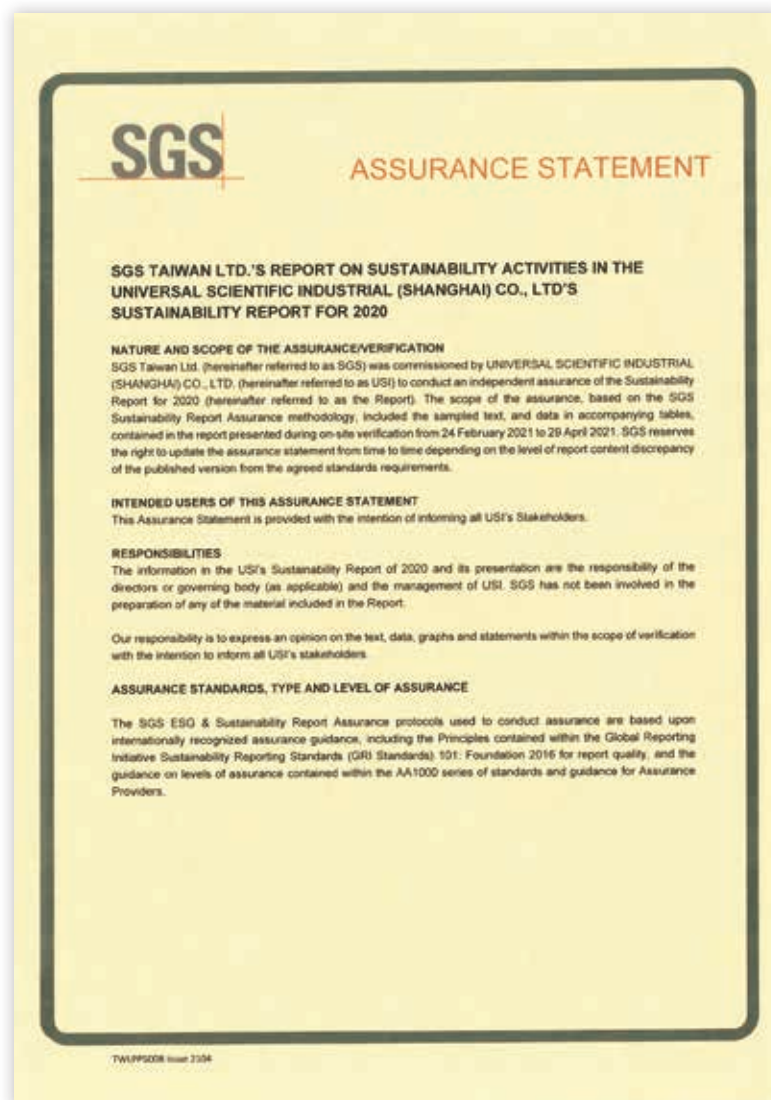 SGS
ASSURANCE STATEMENT
SGS TAIWAN LTD.'S REPORT ON SUSTAINABILITY ACTIVITIES IN THE
UNIVERSAL SCIENTIFIC INDUSTRIAL (SHANGHAI) CO., LTD'S
SUSTAINABILITY REPORT FOR 2020
NATURE AND SCOPE OF THE ASSURANCE/VERIFICATION
SGS Taiwan Ltd. (hereinafter referred to as SGS) was commissioned by UNIVERSAL SCIENTIFIC INDUSTRIAL
(SHANGHAI) CO., LTD. (hereinafter referred to as USI) to conduct an independent assurance of the Sustainability
Report for 2020 (hereinafter referred to as the Report). The scope of the assurance, based on the SGS
Sustainability Report Assurance methodology, included the sampled text, and data in accompanying tables,
contained in the report presented during on-site verification from 24 February 2021 to 29 April 2021. SGS reserves
the right to update the assurance statement from time to time depending on the level of report content discrepancy
of the published version from the agreed standards requirements.
INTENDED USERS OF THIS ASSURANCE STATEMENT
This Assurance Statement is provided with the intention of informing all USI's Stakeholders.
RESPONSIBILITIES
The information in the USI's Sustainability Report of 2020 and its presentation are the responsibility of the
directors or governing body (as applicable) and the management of USI. SGS has not been involved in the
preparation of any of the material included in the Report.
Our responsibility is to express an opinion on the text, data, graphs and statements within the scope of verification
with the intention to inform all USI's stakeholders.
ASSURANCE STANDARDS, TYPE AND LEVEL OF ASSURANCE
The SGS ESG & Sustainability Report Assurance protocols used to conduct assurance are based upon
internationally recognized assurance guidance, including the Principles contained within the Global Reporting
Initiative Sustainability Reporting Standards (GRI Standards) 101: Foundation 2016 for report quality, and the
guidance on levels of assurance contained within the AA1000 series of standards and guidance for Assurance
Providers.
TWLPP5008 Issue 2104